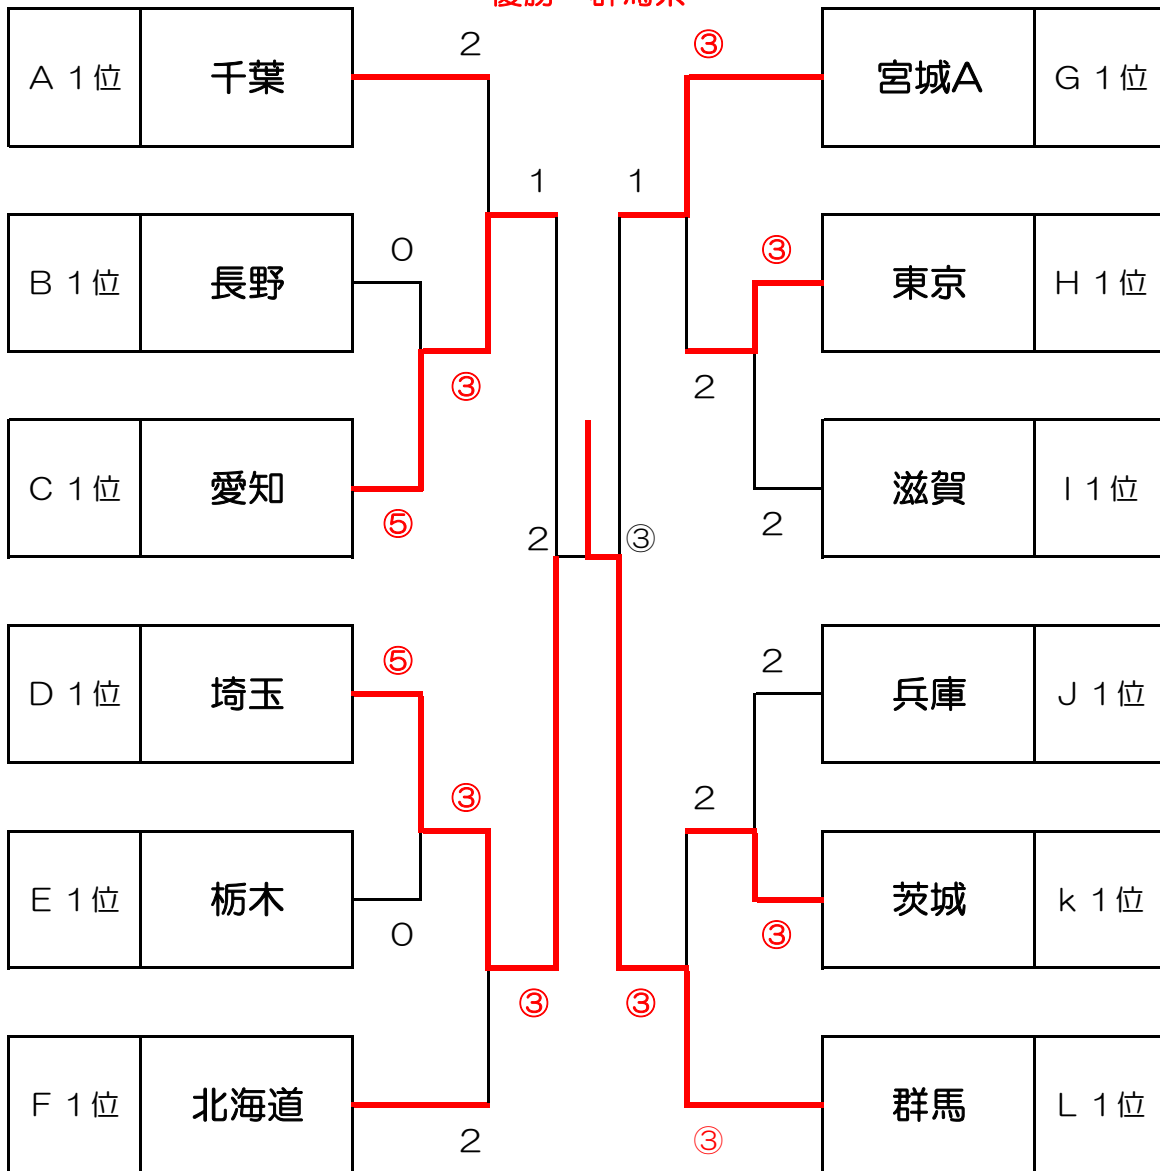 2 ③
A 1位 千葉 宮城A G 1位
1 1
0 ③
B 1位 長野 東京 H 1位
③ 2
C 1位 愛知 滋賀 I 1位
⑤ 2 ③ 2
⑤ 2
D 1位 埼玉 兵庫 J 1位
③ 2
E 1位 栃木 茨城 k 1位
0 ③
③ ③
F 1位 北海道 群馬 L 1位
2 ③